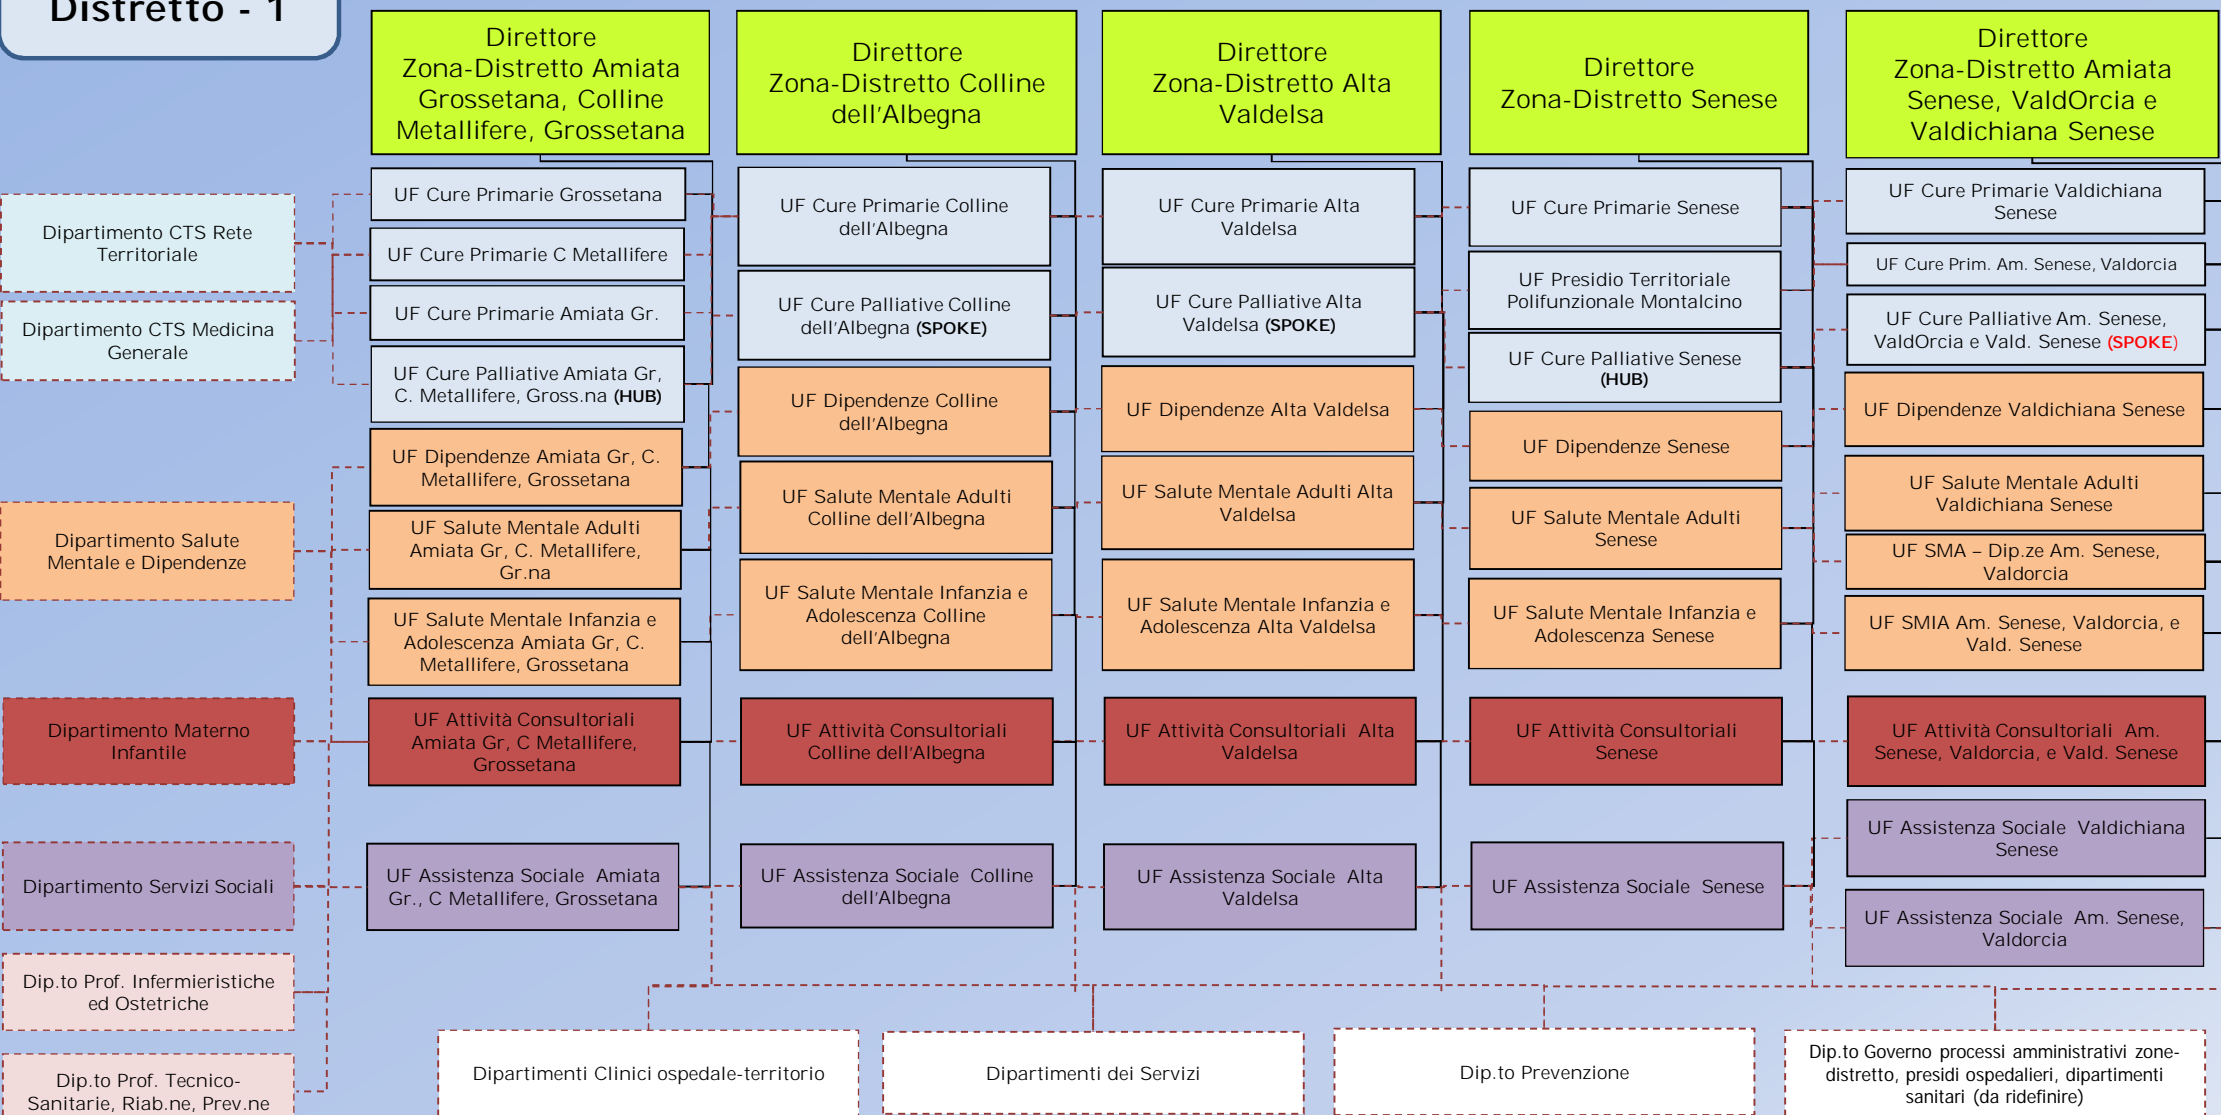 Distretto - 1
Direttore
Zona-Distretto Amiata
Grossetana, Colline
Metallifere, Grossetana
Direttore
Zona-Distretto Colline
dell'Albegna
Direttore
Zona-Distretto Alta
Valdelsa
Direttore
Zona-Distretto Senese
Direttore
Zona-Distretto Amiata
Senese, ValdOrcia e
Valdichiana Senese
Dipartimento CTS Rete
Territoriale
Dipartimento CTS Medicina
Generale
Dipartimento Salute
Mentale e Dipendenze
Dipartimento Materno
Infantile
Dipartimento Servizi Sociali
Dip.to Prof. Infermieristiche
ed Ostetriche
Dip.to Prof. Tecnico-
Sanitarie, Riab.ne, Prev.ne
UF Cure Primarie Grossetana
UF Cure Primarie C Metallifere
UF Cure Primarie Amiata Gr.
UF Cure Palliative Amiata Gr,
C. Metallifere, Gross.na (HUB)
UF Dipendenze Amiata Gr, C.
Metallifere, Grossetana
UF Salute Mentale Adulti
Amiata Gr, C. Metallifere,
Gr.na
UF Salute Mentale Infanzia e
Adolescenza Amiata Gr, C.
Metallifere, Grossetana
UF Attività Consultoriali
Amiata Gr, C Metallifere,
Grossetana
UF Assistenza Sociale Amiata
Gr., C Metallifere, Grossetana
UF Cure Primarie Colline
dell'Albegna
UF Cure Palliative Colline
dell'Albegna (SPOKE)
UF Dipendenze Colline
dell'Albegna
UF Salute Mentale Adulti
Colline dell'Albegna
UF Salute Mentale Infanzia e
Adolescenza Colline
dell'Albegna
UF Attività Consultoriali
Colline dell'Albegna
UF Assistenza Sociale Colline
dell'Albegna
UF Cure Primarie Alta
Valdelsa
UF Cure Palliative Alta
Valdelsa (SPOKE)
UF Dipendenze Alta Valdelsa
UF Salute Mentale Adulti Alta
Valdelsa
UF Salute Mentale Infanzia e
Adolescenza Alta Valdelsa
UF Attività Consultoriali Alta
Valdelsa
UF Assistenza Sociale Alta
Valdelsa
UF Cure Primarie Senese
UF Presidio Territoriale
Polifunzionale Montalcino
UF Cure Palliative Senese
(HUB)
UF Dipendenze Senese
UF Salute Mentale Adulti
Senese
UF Salute Mentale Infanzia e
Adolescenza Senese
UF Attività Consultoriali
Senese
UF Assistenza Sociale Senese
UF Cure Primarie Valdichiana
Senese
UF Cure Prim. Am. Senese, Valdorcia
UF Cure Palliative Am. Senese,
ValdOrcia e Vald. Senese (SPOKE)
UF Dipendenze Valdichiana Senese
UF Salute Mentale Adulti
Valdichiana Senese
UF SMA – Dip.ze Am. Senese,
Valdorcia
UF SMIA Am. Senese, Valdorcia, e
Vald. Senese
UF Attività Consultoriali Am.
Senese, Valdorcia, e Vald. Senese
UF Assistenza Sociale Valdichiana
Senese
UF Assistenza Sociale Am. Senese,
Valdorcia
Dipartimenti Clinici ospedale-territorio
Dipartimenti dei Servizi
Dip.to Prevenzione
Dip.to Governo processi amministrativi zone-
distretto, presidi ospedalieri, dipartimenti
sanitari (da ridefinire)